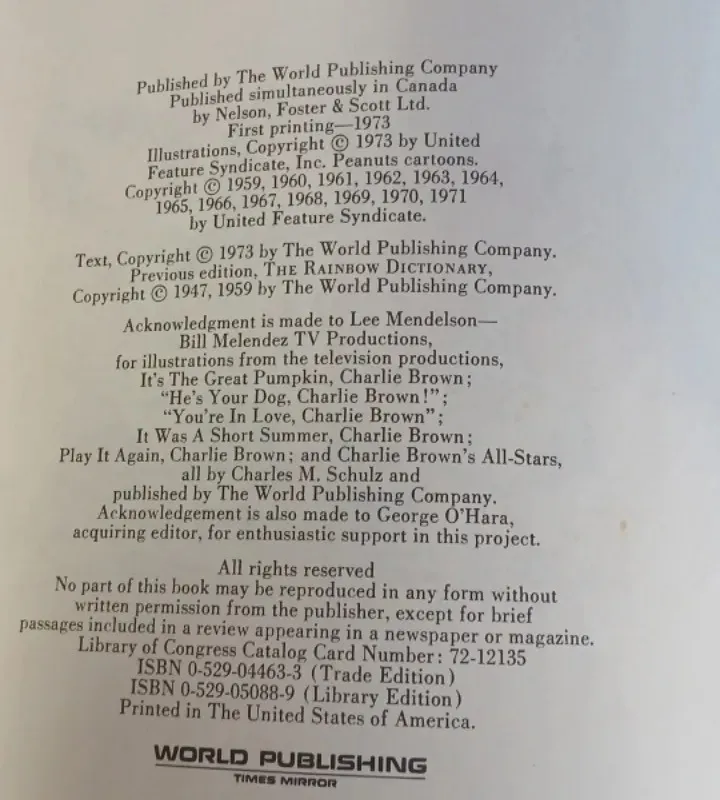 Published by The World Publishing Company
Published simultaneously in Canada
by Nelson, Foster & Scott Ltd.
First printing—1973
Illustrations, Copyright © 1973 by United
Feature Syndicate, Inc. Peanuts cartoons.
Copyright © 1959, 1960, 1961, 1962, 1963, 1964,
1965, 1966, 1967, 1968, 1969, 1970, 1971
by United Feature Syndicate.
Text, Copyright © 1973 by The World Publishing Company.
Previous edition, THE RAINBOW DICTIONARY,
Copyright © 1947, 1959 by The World Publishing Company.
Acknowledgment is made to Lee Mendelson—
Bill Melendez TV Productions,
for illustrations from the television productions,
It's The Great Pumpkin, Charlie Brown;
“He's Your Dog, Charlie Brown!”;
“You're In Love, Charlie Brown”;
It Was A Short Summer, Charlie Brown;
Play It Again, Charlie Brown; and Charlie Brown's All-Stars,
all by Charles M. Schulz and
published by The World Publishing Company.
Acknowledgement is also made to George O'Hara,
acquiring editor, for enthusiastic support in this project.
All rights reserved
No part of this book may be reproduced in any form without
written permission from the publisher, except for brief
passages included in a review appearing in a newspaper or magazine.
Library of Congress Catalog Card Number: 72-12135
ISBN 0-529-04463-3 (Trade Edition)
ISBN 0-529-05088-9 (Library Edition)
Printed in The United States of America.
WORLD PUBLISHING
TIMES MIRROR